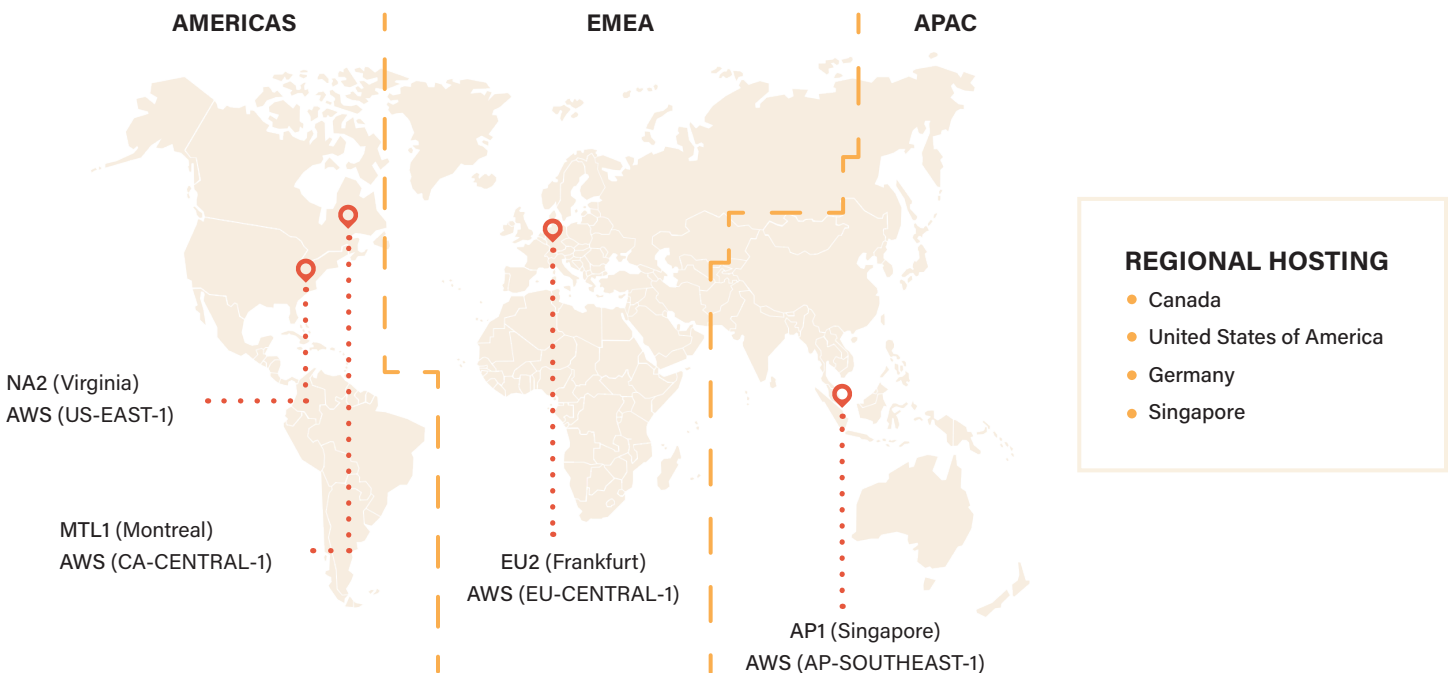 AMERICAS
EMEA
APAC
NA2 (Virginia)
AWS (US-EAST-1)
MTL1 (Montreal)
AWS (CA-CENTRAL-1)
EU2 (Frankfurt)
AWS (EU-CENTRAL-1)
AP1 (Singapore)
AWS (AP-SOUTHEAST-1)
REGIONAL HOSTING
Canada
United States of America
Germany
Singapore